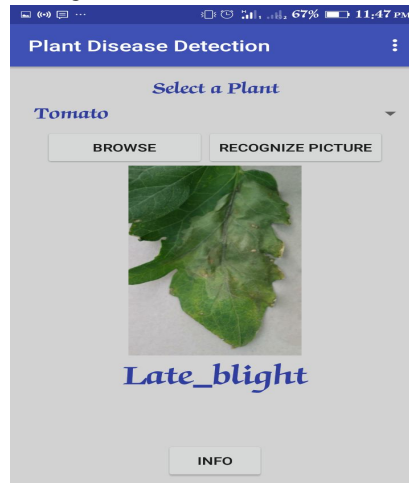 67% 11:47 PM
Plant Disease Detection
Select a Plant
Tomato
BROWSE RECOGNIZE PICTURE
Late_blight
INFO